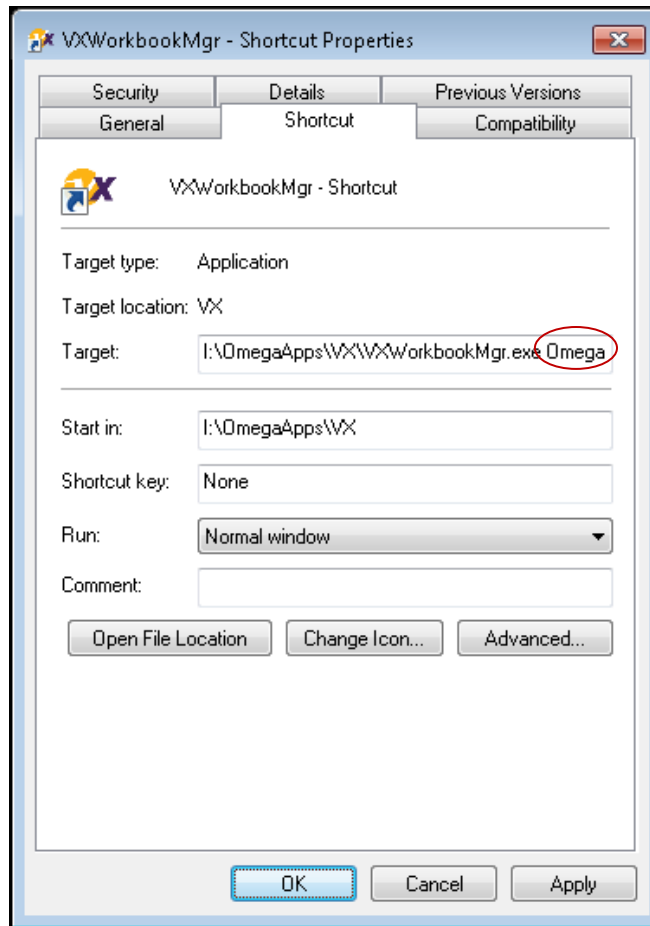 VXWorkbookMgr - Shortcut Properties
Security Details Previous Versions
General Shortcut Compatibility
VXWorkbookMgr - Shortcut
Target type: Application
Target location: VX
Target: I:\OmegaApps\VX\VXWorkbookMgr.exe Omega
Start in: I:\OmegaApps\VX
Shortcut key: None
Run: Normal window
Comment:
Open File Location Change Icon... Advanced...
OK Cancel Apply